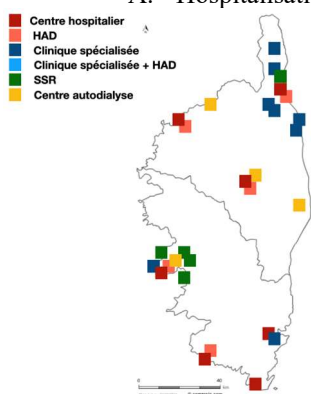 A. Hospitalisati
Centre hospitalier
HAD
Clinique spécialisée
Clinique spécialisée + HAD
SSR
Centre autodialyse
0 40